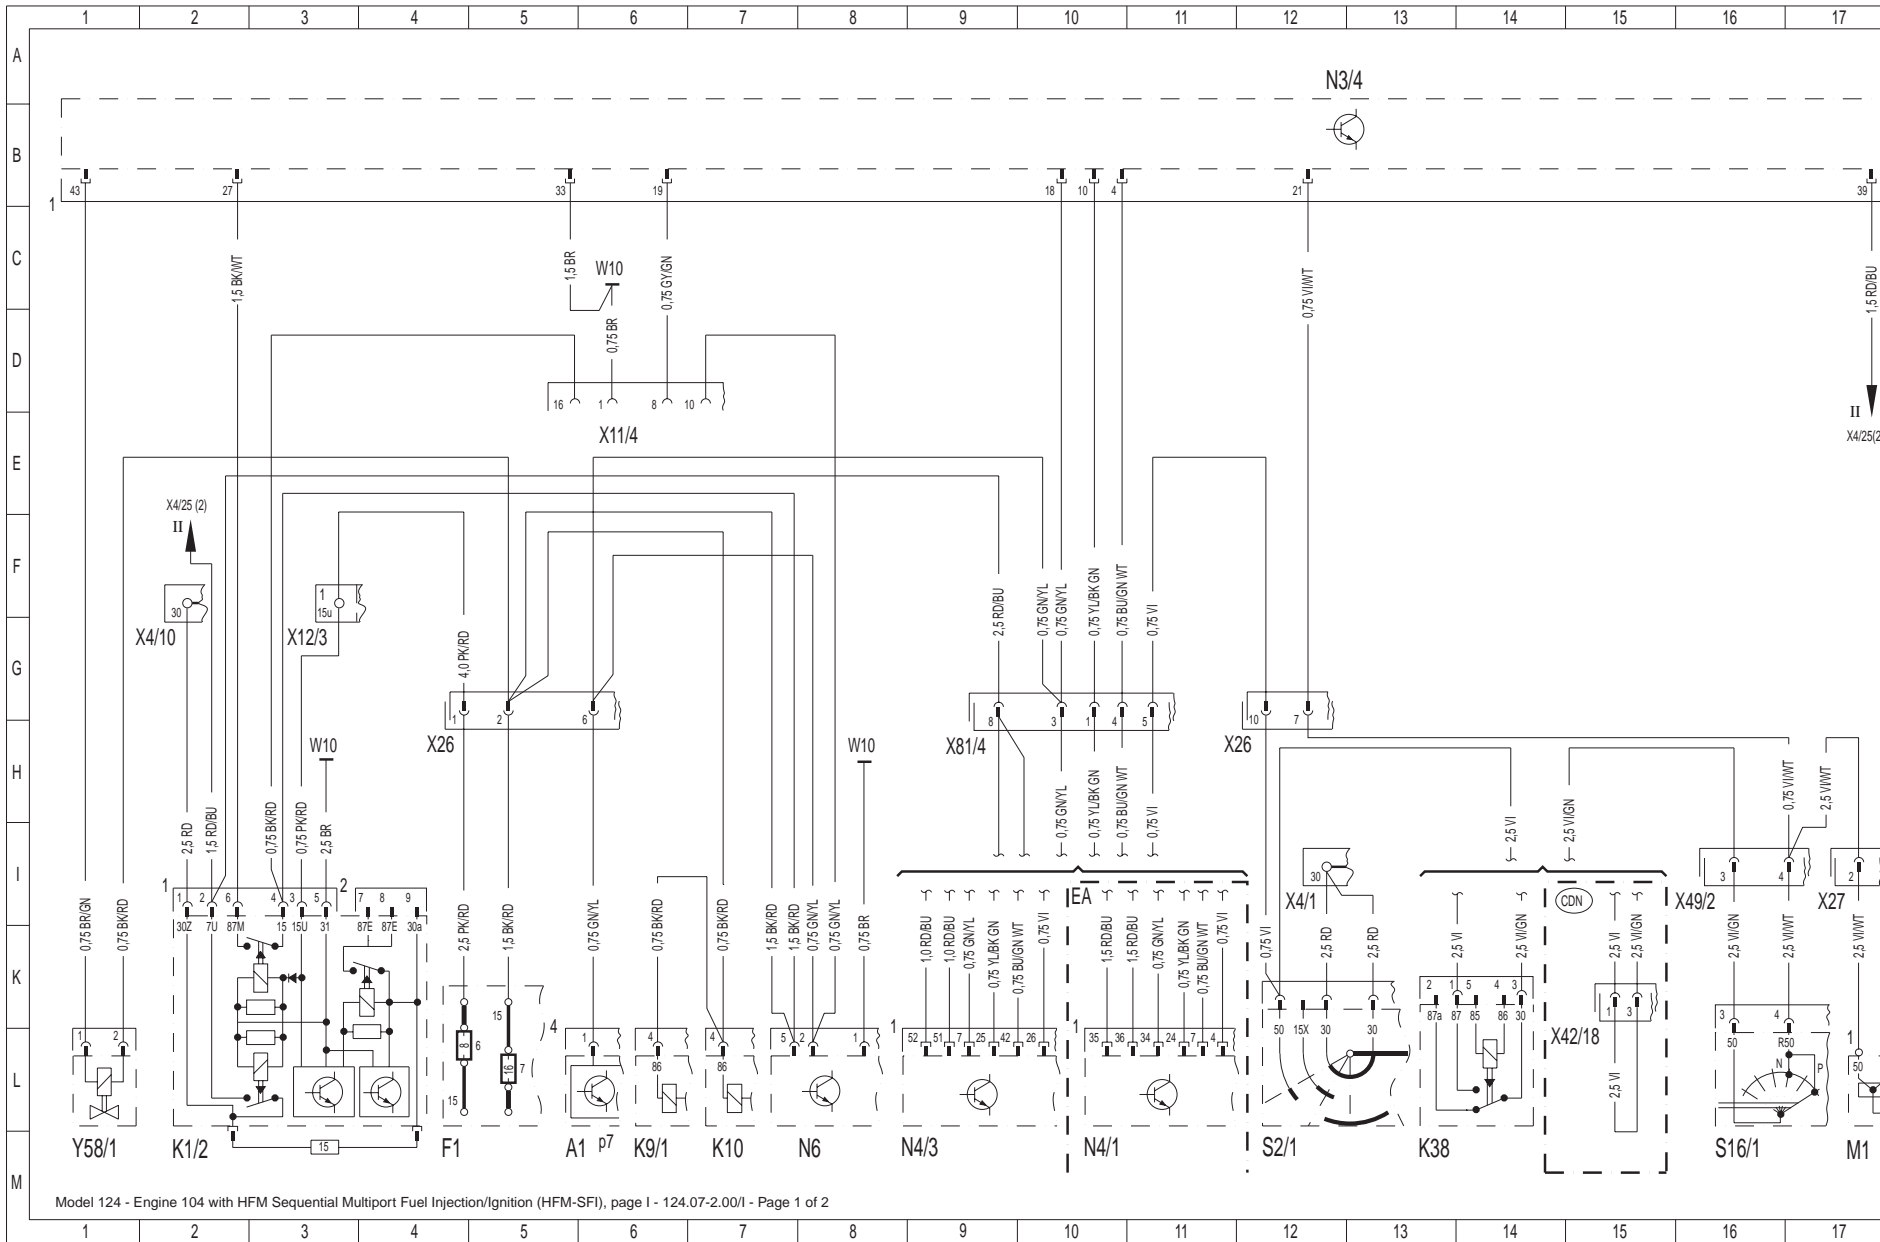 1 2 3 4 5 6 7 8 9 10 11 12 13 14 15 16 17
A
N3/4
B
43 27 33 19 18 10 4 21 39
1
C
1,5 BK/WT
1,5 BR
W10
0,75 GY/GN
0,75 VI/WT
1,5 RD/BU
D
0,75 BR
16 1 8 10
X11/4
II
X4/25(2
E
X4/25 (2)
II
F
30
X4/10
1
15u
X12/3
2,5 RD/BU
0,75 GN/YL
0,75 GN/YL
0,75 YL/BK GN
0,75 BU/GN WT
0,75 VI
G
4,0 PK/RD
1 2 6
X26
8 3 1 4 5
X81/4
10 7
X26
H
W10
W10
2,5 RD
1,5 RD/BU
0,75 BK/RD
0,75 PK/RD
2,5 BR
0,75 GN/YL
0,75 YL/BK GN
0,75 BU/GN WT
0,75 VI
2,5 VI
2,5 VI/GN
0,75 VI/WT
2,5 VI/WT
I
1 1 2 6 4 3 5 2 7 8 9
30Z 7U 87M 15 15U 31 87E 87E 30a
EA
30
X4/1
CDN
3 4
X49/2
2
X27
0,75 BR/GN
0,75 BK/RD
2,5 PK/RD
1,5 BK/RD
0,75 GN/YL
0,75 BK/RD
0,75 BK/RD
1,5 BK/RD
1,5 BK/RD
0,75 GN/YL
0,75 GN/YL
0,75 BR
1,0 RD/BU
1,0 RD/BU
0,75 GN/YL
0,75 YL/BK GN
0,75 BU/GN WT
0,75 VI
1,5 RD/BU
1,5 RD/BU
0,75 GN/YL
0,75 YL/BK GN
0,75 BU/GN WT
0,75 VI
0,75 VI
2,5 RD
2,5 RD
2,5 VI
2,5 VI/GN
2,5 VI
2,5 VI/GN
2,5 VI/GN
2,5 VI/WT
2,5 VI/WT
K
2 1 5 4 3
87a 87 85 86 30
1 3
X42/18
3 4
50 R50
L
1 2
8 6
15
15
16 7
4
1
4
86
4
86
5 2 1
1
52 51 7 25 42 26
1
35 36 34 24 7 4
50 15X 30 30
2,5 VI
N P
1
50
Y58/1 K1/2 15 F1 A1 p7 K9/1 K10 N6 N4/3 N4/1 S2/1 K38 S16/1 M1
M
Model 124 - Engine 104 with HFM Sequential Multiport Fuel Injection/Ignition (HFM-SFI), page I - 124.07-2.00/I - Page 1 of 2
1 2 3 4 5 6 7 8 9 10 11 12 13 14 15 16 17